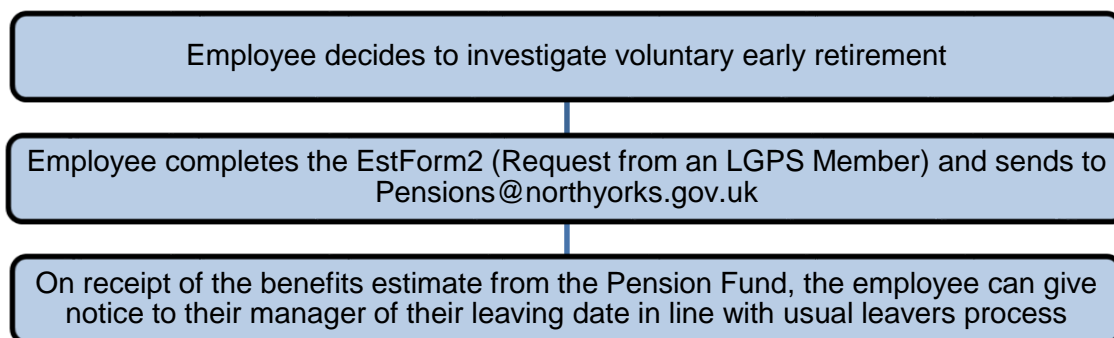 Employee decides to investigate voluntary early retirement
Employee completes the EstForm2 (Request from an LGPS Member) and sends to
Pensions@northyorks.gov.uk
On receipt of the benefits estimate from the Pension Fund, the employee can give
notice to their manager of their leaving date in line with usual leavers process